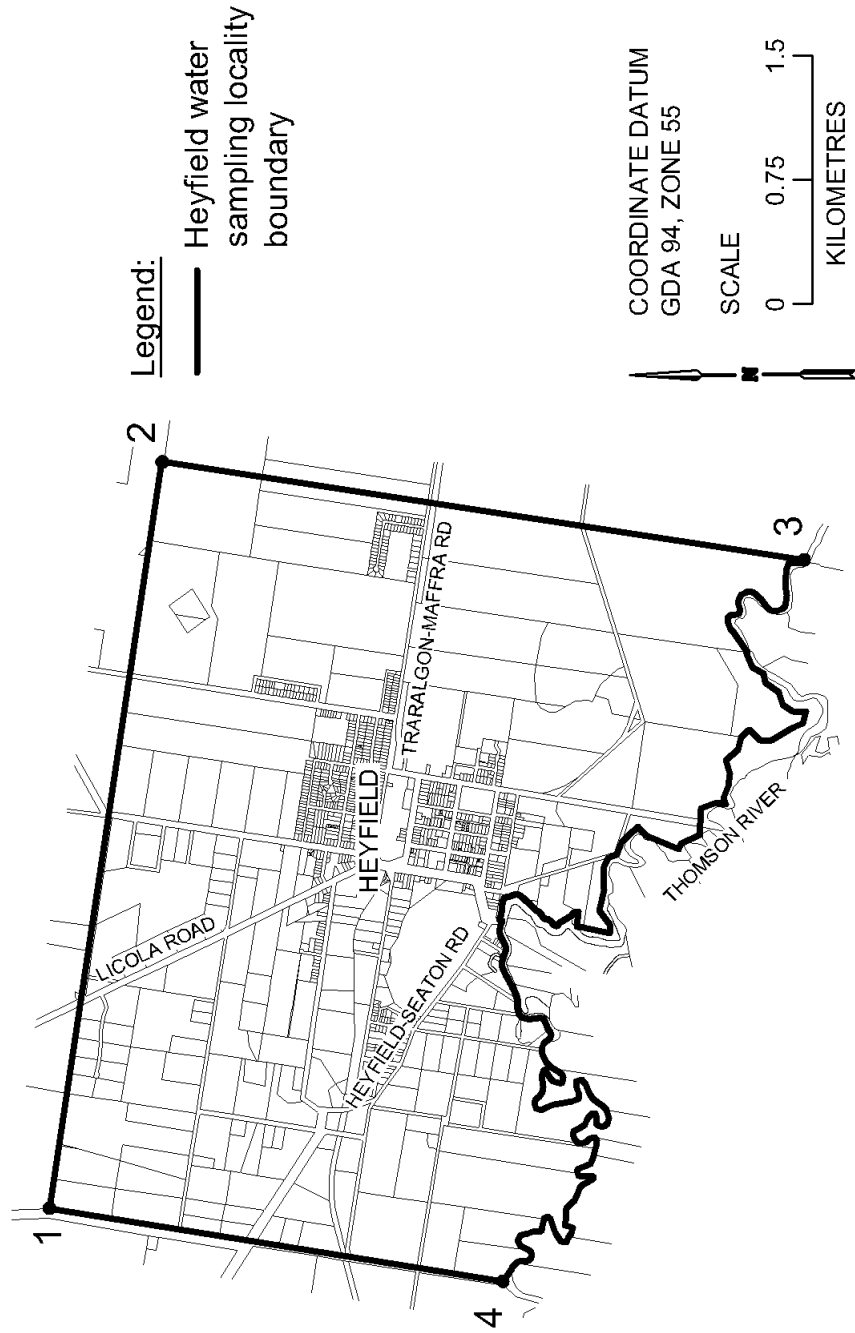 Legend:
Heyfield water
sampling locality
boundary
1
2
3
4
LICOLA ROAD
HEYFIELD
TRARALGON-MAFFRA RD
HEYFIELD-SEATON RD
THOMSON RIVER
N
COORDINATE DATUM
GDA 94, ZONE 55
SCALE
0 0.75 1.5
KILOMETRES